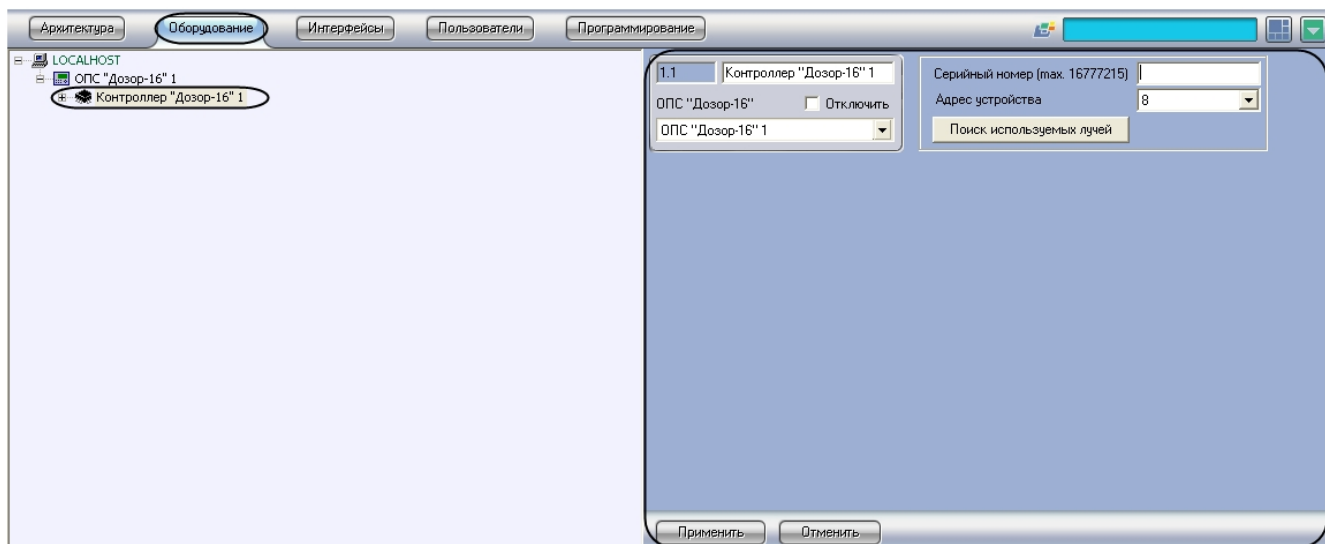 Архитектура Оборудование Интерфейсы Пользователи Программирование
LOCALHOST
ОПС "Дозор-16" 1
Контроллер "Дозор-16" 1
1.1 Контроллер "Дозор-16" 1
ОПС "Дозор-16" Отключить
ОПС "Дозор-16" 1
Серийный номер (max. 16777215)
Адрес устройства 8
Поиск используемых лучей
Применить Отменить